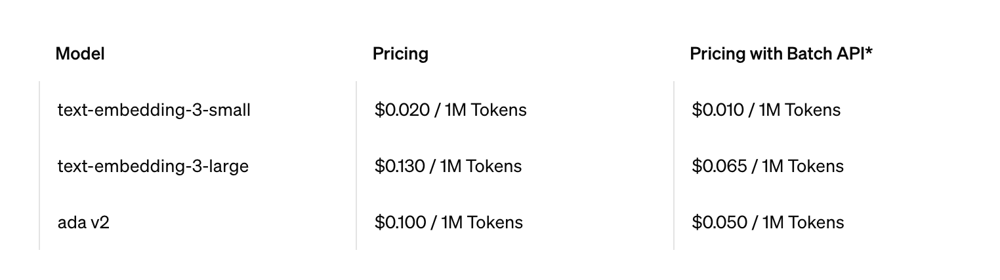 Model Pricing Pricing with Batch API*
text-embedding-3-small $0.020 / 1M Tokens $0.010 / 1M Tokens
text-embedding-3-large $0.130 / 1M Tokens $0.065 / 1M Tokens
ada v2 $0.100 / 1M Tokens $0.050 / 1M Tokens